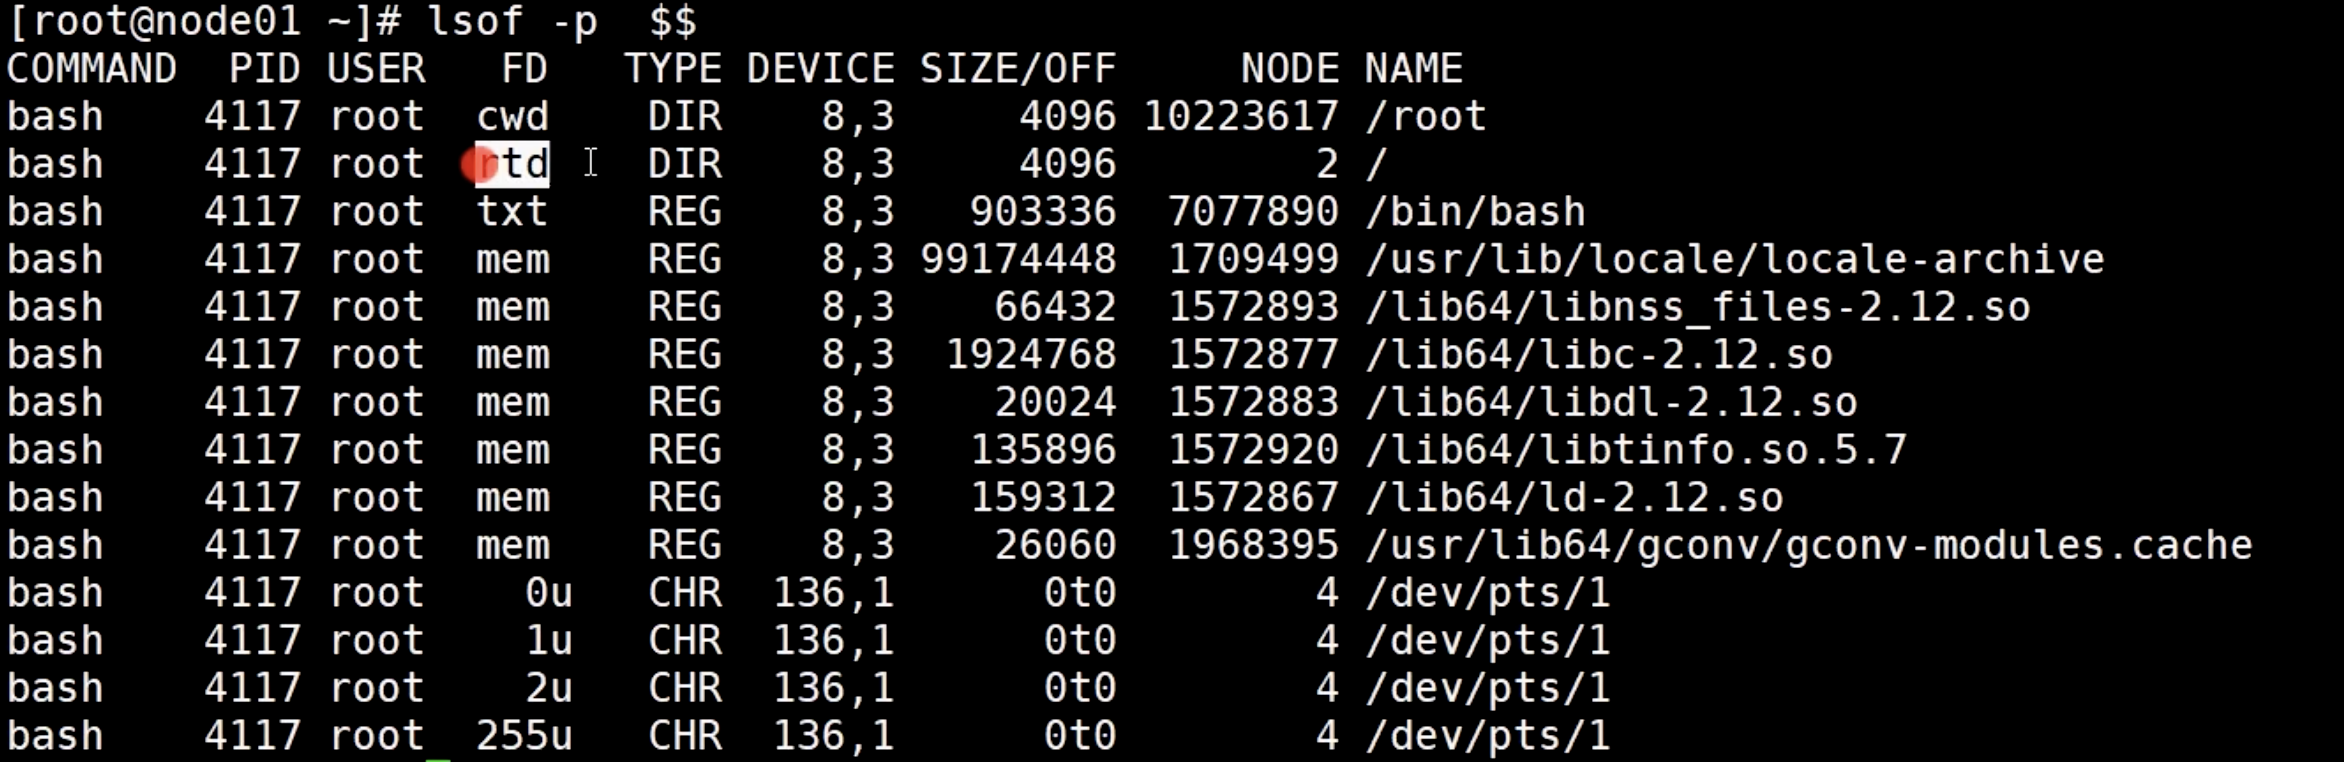 [root@node01 ~]# lsof -p  $$
COMMAND  PID USER   FD   TYPE DEVICE SIZE/OFF     NODE NAME
bash    4117 root  cwd    DIR    8,3     4096 10223617 /root
bash    4117 root  rtd    DIR    8,3     4096        2 /
bash    4117 root  txt    REG    8,3   903336  7077890 /bin/bash
bash    4117 root  mem    REG    8,3 99174448  1709499 /usr/lib/locale/locale-archive
bash    4117 root  mem    REG    8,3    66432  1572893 /lib64/libnss_files-2.12.so
bash    4117 root  mem    REG    8,3  1924768  1572877 /lib64/libc-2.12.so
bash    4117 root  mem    REG    8,3    20024  1572883 /lib64/libdl-2.12.so
bash    4117 root  mem    REG    8,3   135896  1572920 /lib64/libtinfo.so.5.7
bash    4117 root  mem    REG    8,3   159312  1572867 /lib64/ld-2.12.so
bash    4117 root  mem    REG    8,3    26060  1968395 /usr/lib64/gconv/gconv-modules.cache
bash    4117 root    0u   CHR  136,1      0t0        4 /dev/pts/1
bash    4117 root    1u   CHR  136,1      0t0        4 /dev/pts/1
bash    4117 root    2u   CHR  136,1      0t0        4 /dev/pts/1
bash    4117 root  255u   CHR  136,1      0t0        4 /dev/pts/1